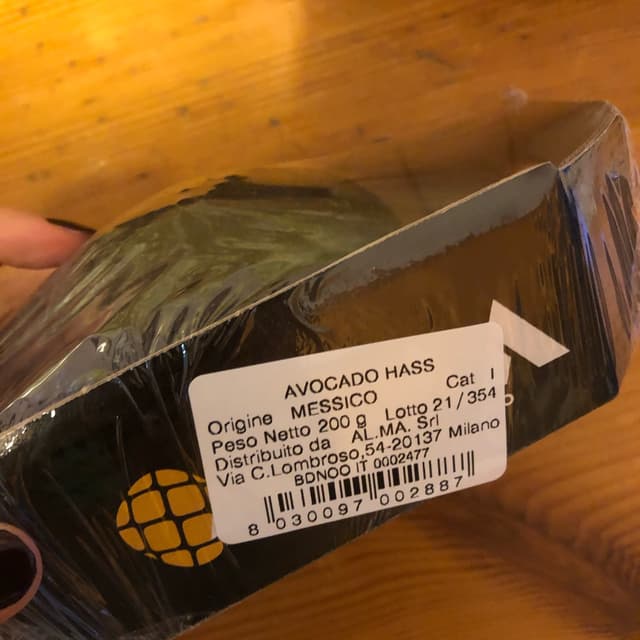 AVOCADO HASS
Origine MESSICO Cat I
Peso Netto 200 g Lotto 21/354
Distribuito da AL.MA. Srl
Via C.Lombroso,54-20137 Milano
BDNOO IT 0002477
8 030097 002887